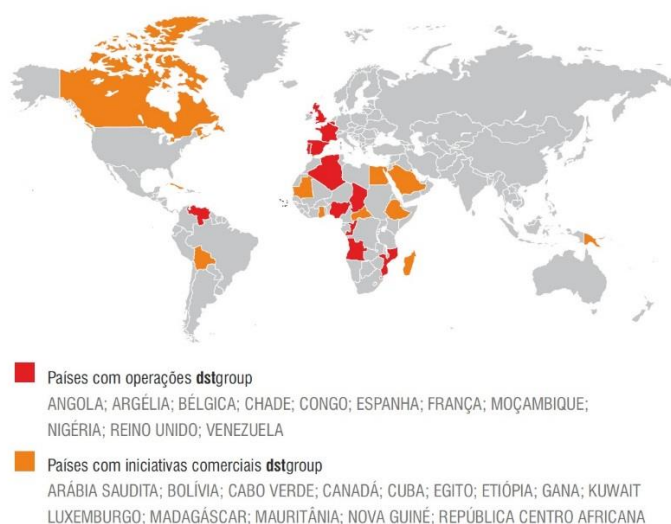 Países com operações dstgroup
ANGOLA; ARGÉLIA; BÉLGICA; CHADE; CONGO; ESPANHA; FRANÇA; MOÇAMBIQUE;
NIGÉRIA; REINO UNIDO; VENEZUELA
Países com iniciativas comerciais dstgroup
ARÁBIA SAUDITA; BOLÍVIA; CABO VERDE; CANADÁ; CUBA; EGITO; ETIÓPIA; GANA; KUWAIT
LUXEMBURGO; MADAGÁSCAR; MAURITÂNIA; NOVA GUINÉ; REPÚBLICA CENTRO AFRICANA